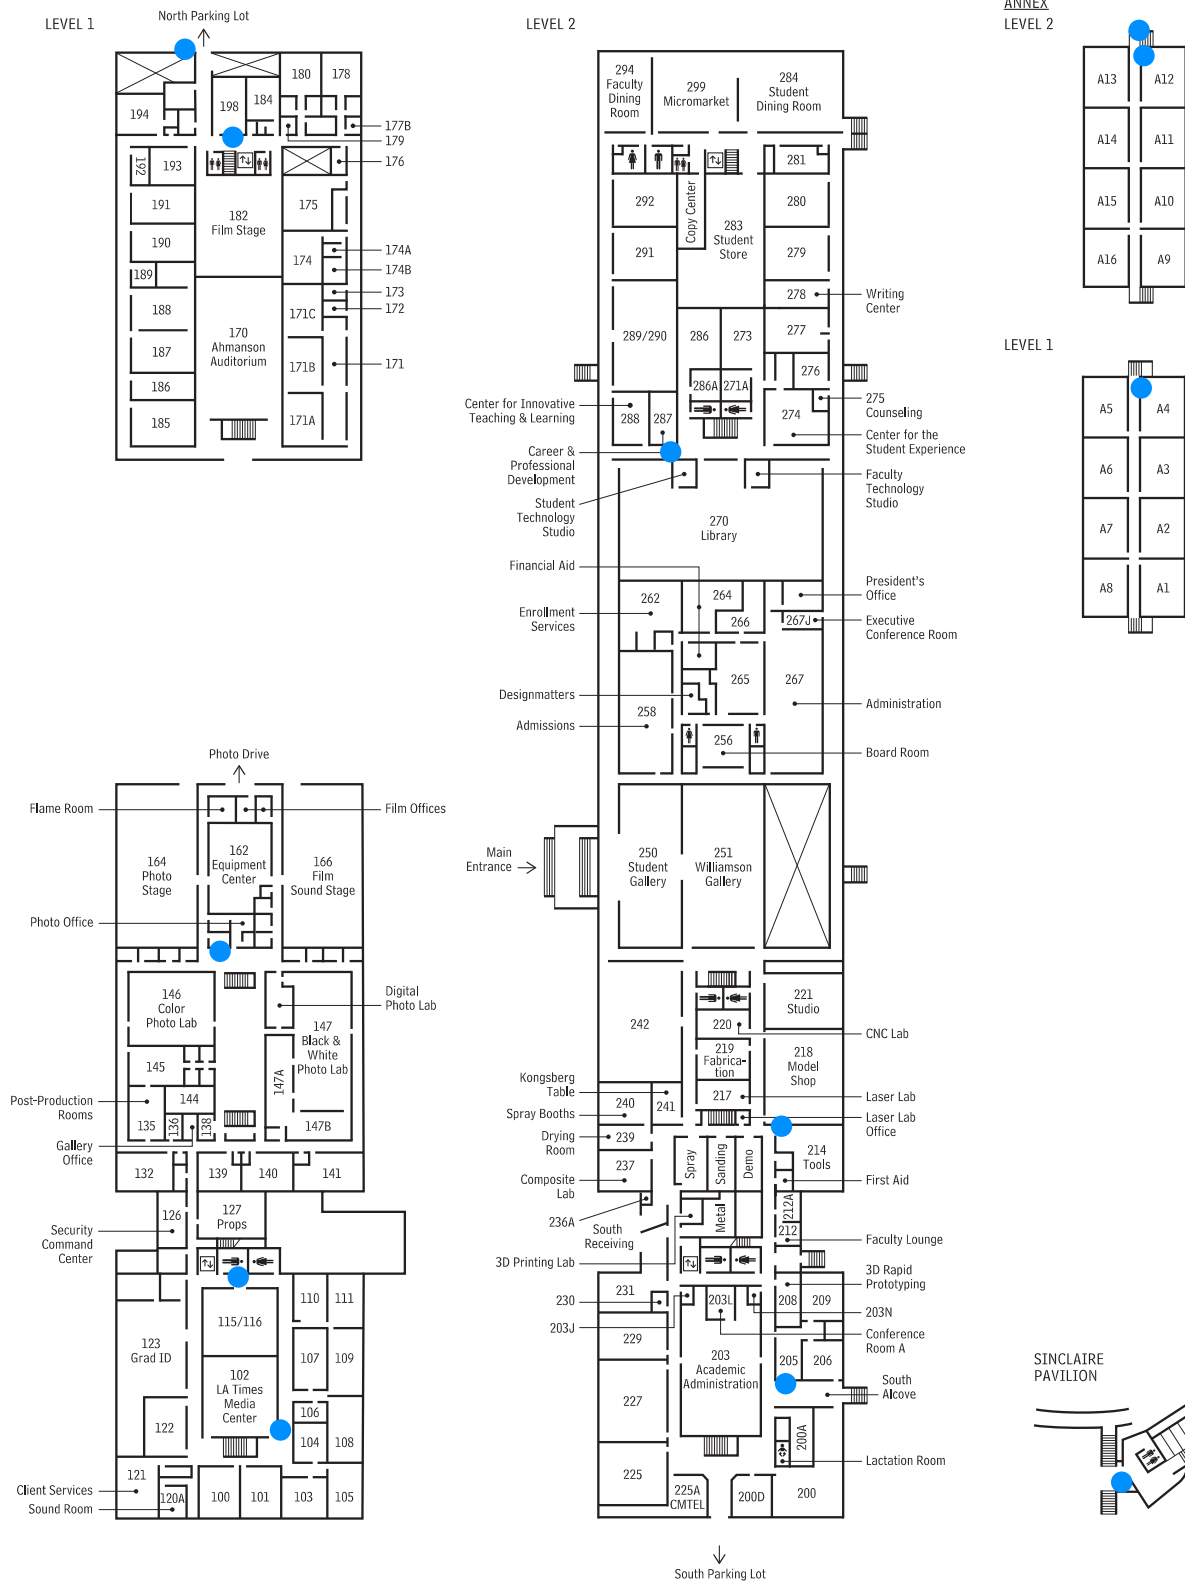 LEVEL 1
North Parking Lot
180
178
194
198
184
177B
179
176
192
193
175
191
182
Film Stage
190
174
174A
174B
189
173
172
188
171C
170
Ahmanson
Auditorium
187
171B
171
186
185
171A
Photo Drive
Flame Room
Film Offices
164
Photo
Stage
162
Equipment
Center
166
Film
Sound Stage
Photo Office
146
Color
Photo Lab
Digital
Photo Lab
147
Black &
White
Photo Lab
145
147A
Post-Production
Rooms
144
135
136
138
147B
Gallery
Office
132
139
140
141
126
127
Props
Security
Command
Center
110
111
115/116
123
Grad ID
107
109
102
LA Times
Media
Center
106
122
104
108
121
Client Services
Sound Room
120A
100
101
103
105
LEVEL 2
294
Faculty
Dining
Room
299
Micromarket
284
Student
Dining Room
281
Copy Center
292
280
283
Student
Store
291
279
278
Writing
Center
289/290
286
273
277
276
286A
271A
275
Counseling
Center for Innovative
Teaching & Learning
288
287
274
Center for the
Student Experience
Career &
Professional
Development
Student
Technology
Studio
Faculty
Technology
Studio
270
Library
Financial Aid
President's
Office
264
262
Enrollment
Services
266
267J
Executive
Conference Room
265
267
Designmatters
258
Administration
Admissions
256
Board Room
Main
Entrance
250
Student
Gallery
251
Williamson
Gallery
221
Studio
242
220
CNC Lab
219
Fabrica-
tion
218
Model
Shop
Kongsberg
Table
217
Laser Lab
240
241
Spray Booths
Laser Lab
Office
Drying
Room
239
Spray
Sanding
Demo
214
Tools
237
Composite
Lab
First Aid
236A
212A
South
Receiving
Metal
212
Faculty Lounge
3D Printing Lab
3D Rapid
Prototyping
231
230
203J
203L
203N
208
209
229
Conference
Room A
203
Academic
Administration
205
206
South
Alcove
227
200A
Lactation Room
225
225A
CMTEL
200D
200
South Parking Lot
ANNEX
LEVEL 2
A13
A12
A14
A11
A15
A10
A16
A9
LEVEL 1
A5
A4
A6
A3
A7
A2
A8
A1
SINCLAIRE
PAVILION